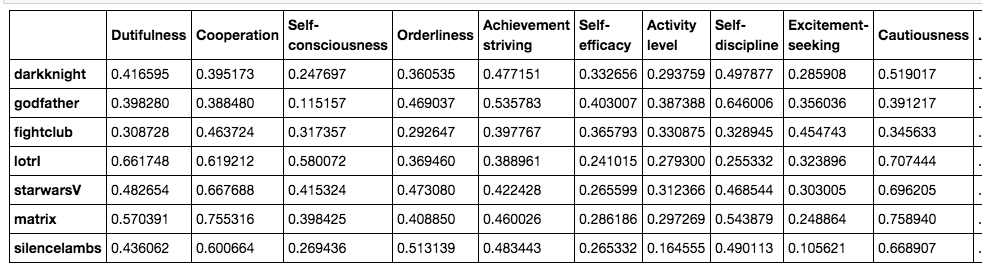 Dutifulness Cooperation Self-consciousness Orderliness Achievement striving Self-efficacy Activity level Self-discipline Excitement-seeking Cautiousness .
darkknight 0.416595 0.395173 0.247697 0.360535 0.477151 0.332656 0.293759 0.497877 0.285908 0.519017 .
godfather 0.398280 0.388480 0.115157 0.469037 0.535783 0.403007 0.387388 0.646006 0.356036 0.391217 .
fightclub 0.308728 0.463724 0.317357 0.292647 0.397767 0.365793 0.330875 0.328945 0.454743 0.345633 .
lotrI 0.661748 0.619212 0.580072 0.369460 0.388961 0.241015 0.279300 0.255332 0.323896 0.707444 .
starwarsV 0.482654 0.667688 0.415324 0.473080 0.422428 0.265599 0.312366 0.468544 0.303005 0.696205 .
matrix 0.570391 0.755316 0.398425 0.408850 0.460026 0.286186 0.297269 0.543879 0.248864 0.758940 .
silencelambs 0.436062 0.600664 0.269436 0.513139 0.483443 0.265332 0.164555 0.490113 0.105621 0.668907 .